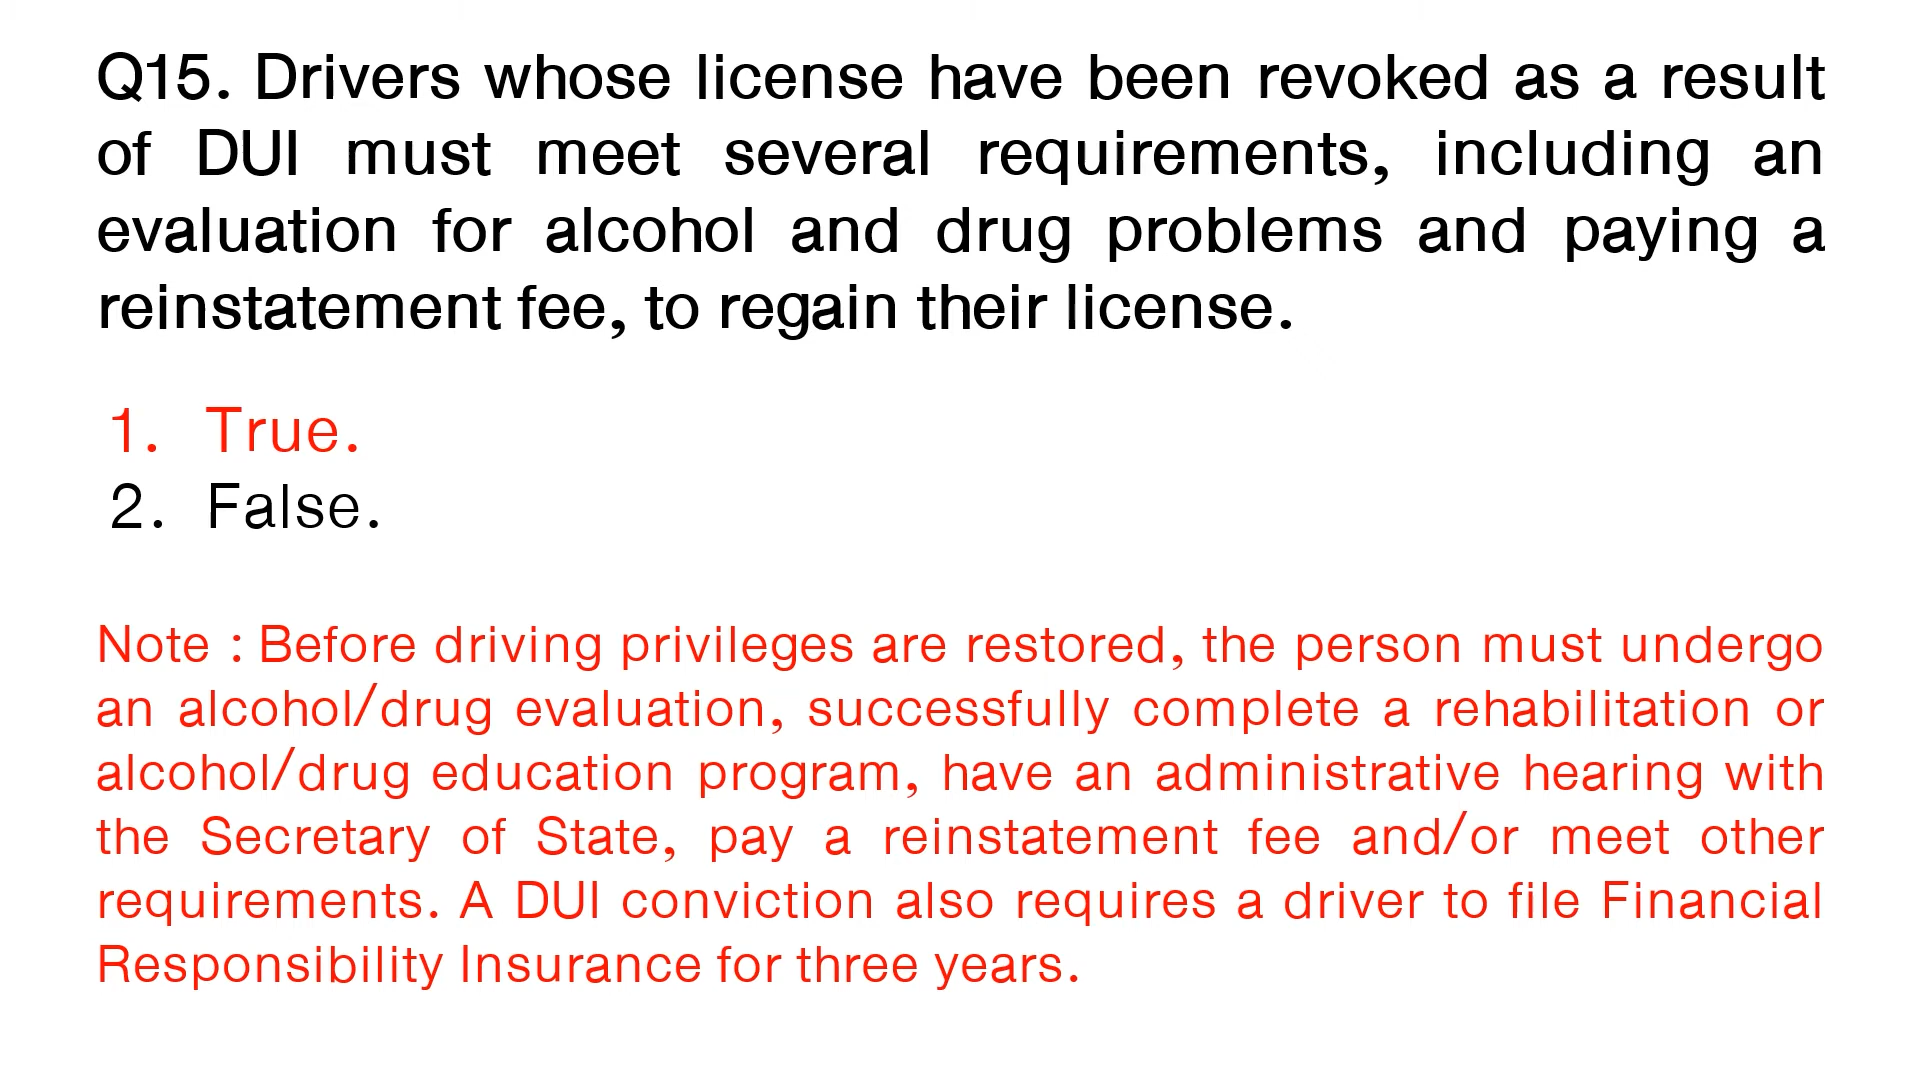 Q15. Drivers whose license have been revoked as a result
of DUI must meet several requirements, including an
evaluation for alcohol and drug problems and paying a
reinstatement fee, to regain their license.
1. True.
2. False.
Note : Before driving privileges are restored, the person must undergo
an alcohol/drug evaluation, successfully complete a rehabilitation or
alcohol/drug education program, have an administrative hearing with
the Secretary of State, pay a reinstatement fee and/or meet other
requirements. A DUI conviction also requires a driver to file Financial
Responsibility Insurance for three years.